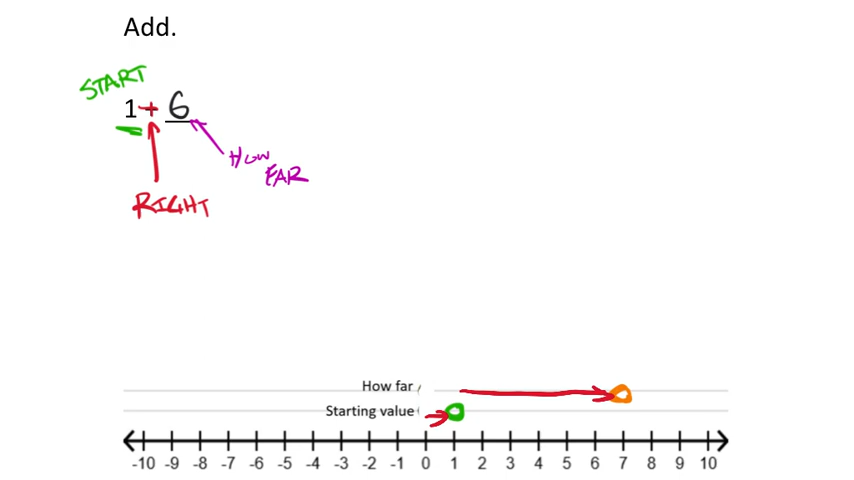 Add.
START
1 + 6
HOW
FAR
RIGHT
How far
Starting value
-10 -9 -8 -7 -6 -5 -4 -3 -2 -1 0 1 2 3 4 5 6 7 8 9 10